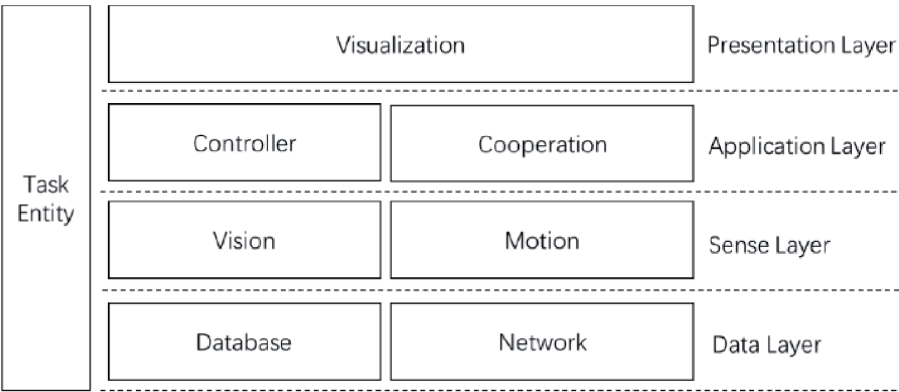 Visualization
Presentation Layer
Controller
Cooperation
Application Layer
Task
Entity
Vision
Motion
Sense Layer
Database
Network
Data Layer